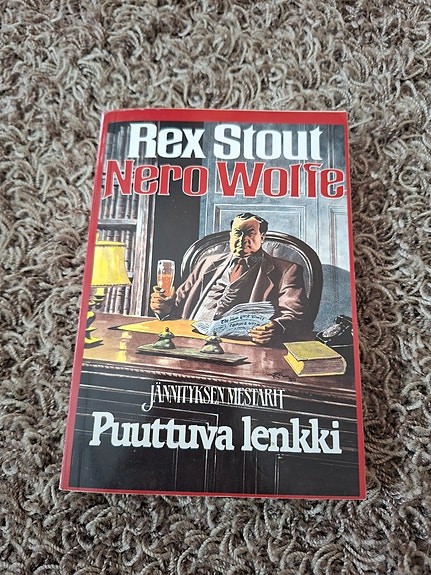 Rex Stout
Nero Wolfe
JÄNNITYKSEN MESTARIT
Puuttuva lenkki